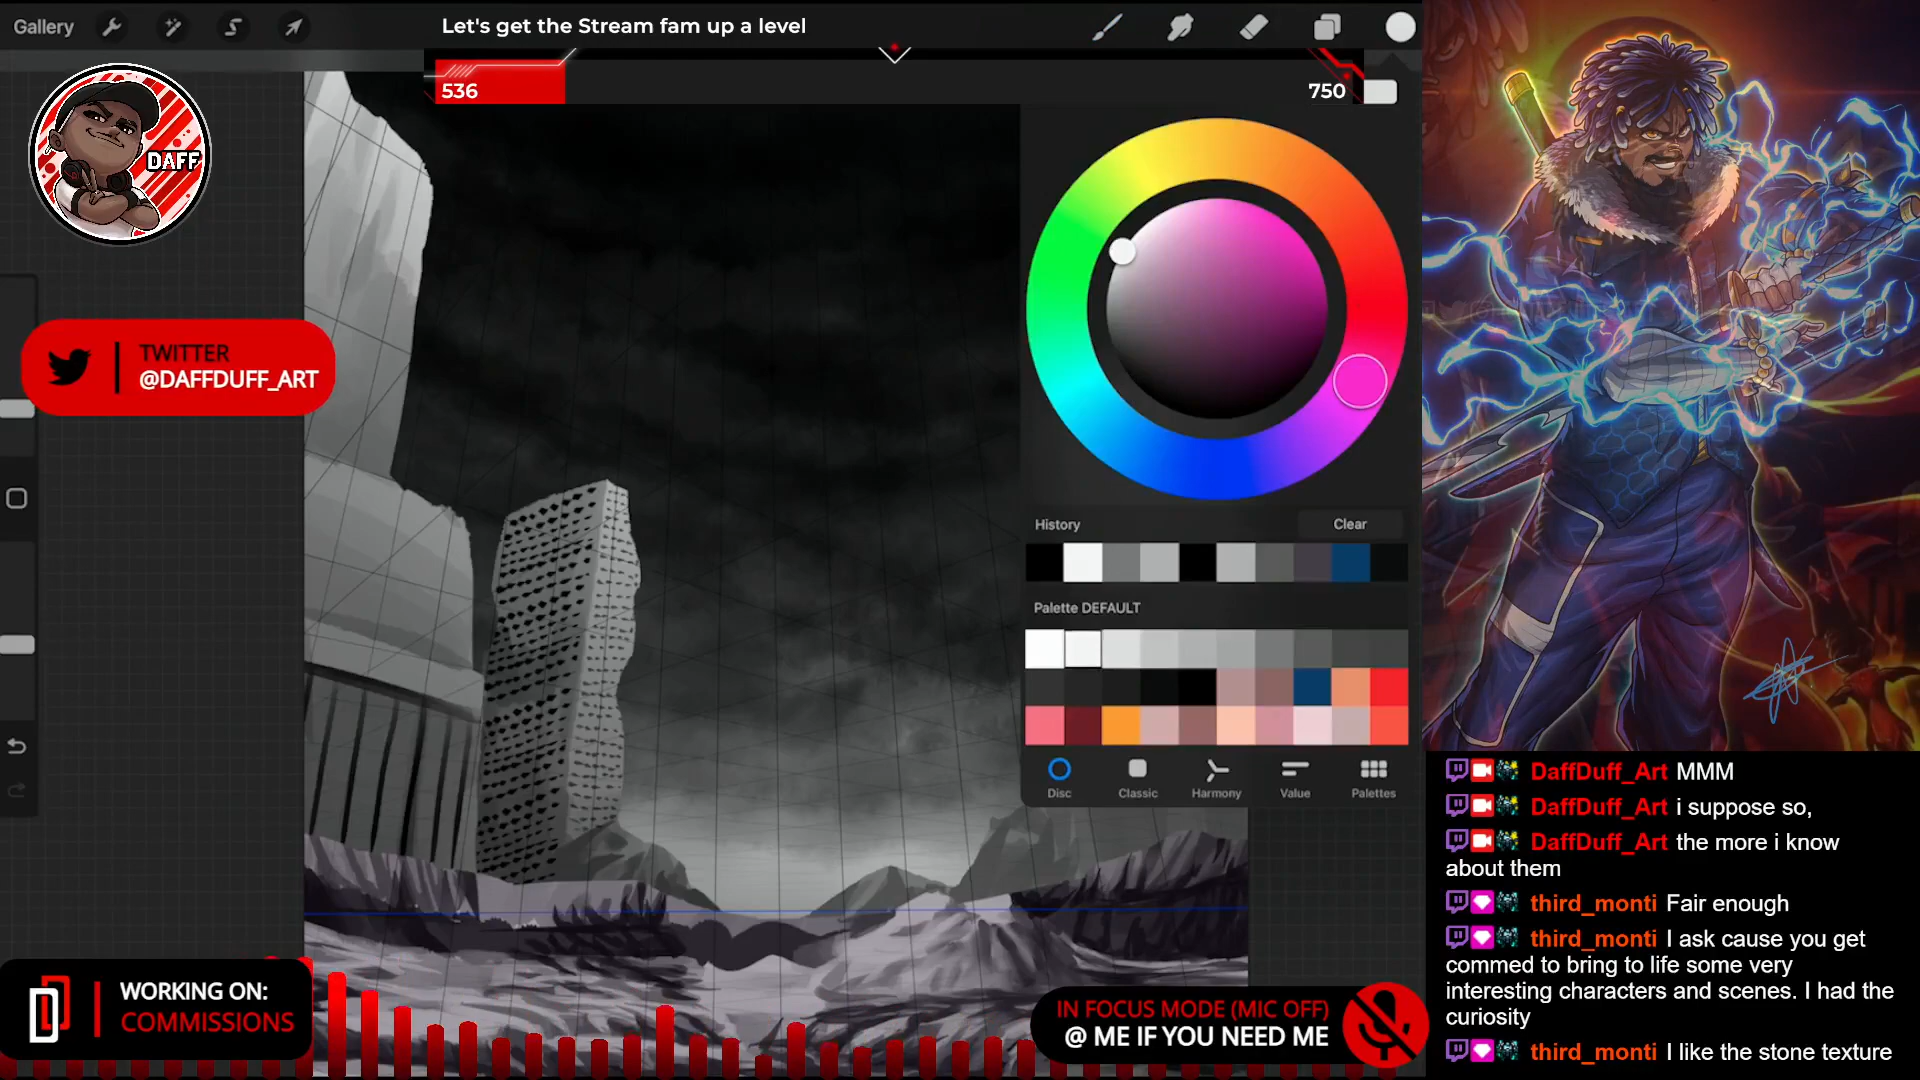 Gallery
Let's get the Stream fam up a level
536
750
DAFF
TWITTER
@DAFFDUFF_ART
History
Clear
Palette DEFAULT
Disc
Classic
Harmony
Value
Palettes
WORKING ON:
COMMISSIONS
IN FOCUS MODE (MIC OFF)
@ ME IF YOU NEED ME
DaffDuff_Art MMM
DaffDuff_Art i suppose so,
DaffDuff_Art the more i know
about them
third_monti Fair enough
third_monti I ask cause you get
commed to bring to life some very
interesting characters and scenes. I had the
curiosity
third_monti I like the stone texture